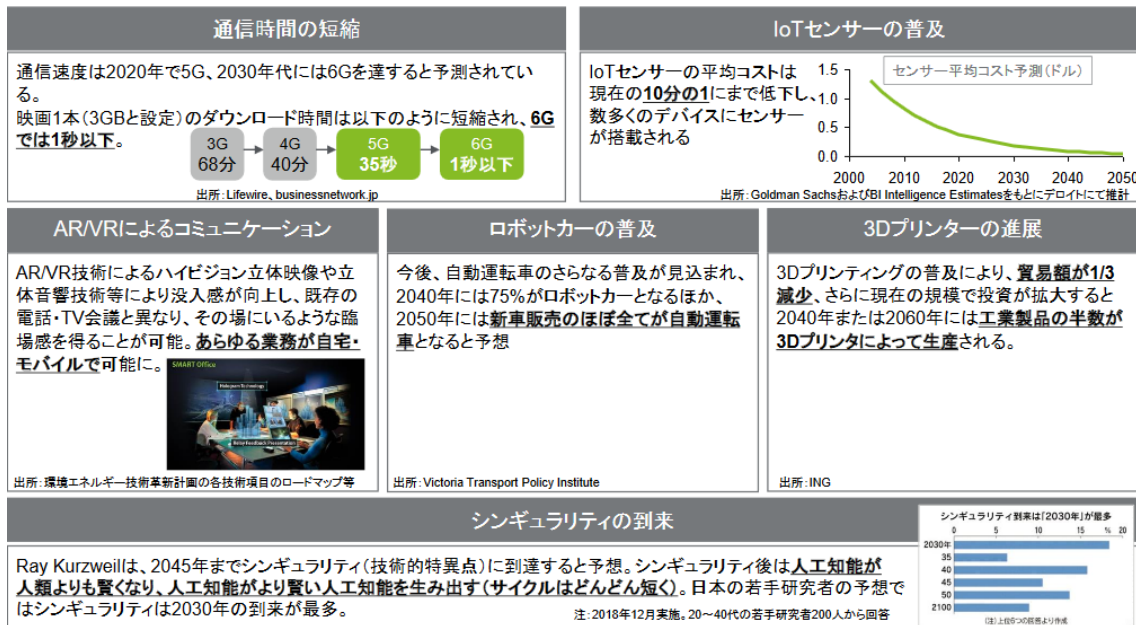 通信時間の短縮
通信速度は2020年で5G、2030年代には6Gを達すると予測されてい
る。
映画1本(3GBと設定)のダウンロード時間は以下のように短縮され、6G
では1秒以下。
3G
68分
4G
40分
5G
35秒
6G
1秒以下
出所:Lifewire、businessnetwork.jp
IoTセンサーの普及
IoTセンサーの平均コストは
現在の10分の1にまで低下し、
数多くのデバイスにセンサー
が搭載される
センサー平均コスト予測(ドル)
1.5
1.0
0.5
0.0
2000 2010 2020 2030 2040 2050
出所:Goldman SachsおよびBI Intelligence Estimatesをもとにデロイトにて推計
AR/VRによるコミュニケーション
AR/VR技術によるハイビジョン立体映像や立
体音響技術等により没入感が向上し、既存の
電話・TV会議と異なり、その場にいるような臨
場感を得ることが可能。あらゆる業務が自宅・
モバイルで可能に。
SMART Office
Hologram Technology
Relay Feedback Presentation
出所:環境エネルギー技術革新計画の各技術項目のロードマップ等
ロボットカーの普及
今後、自動運転車のさらなる普及が見込まれ、
2040年には75%がロボットカーとなるほか、
2050年には新車販売のほぼ全てが自動運転
車となると予想
出所:Victoria Transport Policy Institute
3Dプリンターの進展
3Dプリンティングの普及により、貿易額が1/3
減少、さらに現在の規模で投資が拡大すると
2040年または2060年には工業製品の半数が
3Dプリンタによって生産される。
出所:ING
シンギュラリティの到来
Ray Kurzweilは、2045年までシンギュラリティ(技術的特異点)に到達すると予想。シンギュラリティ後は人工知能が
人類よりも賢くなり、人工知能がより賢い人工知能を生み出す(サイクルはどんどん短く)。日本の若手研究者の予想で
はシンギュラリティは2030年の到来が最多。
注:2018年12月実施。20~40代の若手研究者200人から回答
シンギュラリティ到来は「2030年」が最多
0 5 10 15 % 20
2030年
35
40
45
50
2100
(注)上位6つの回答より作成